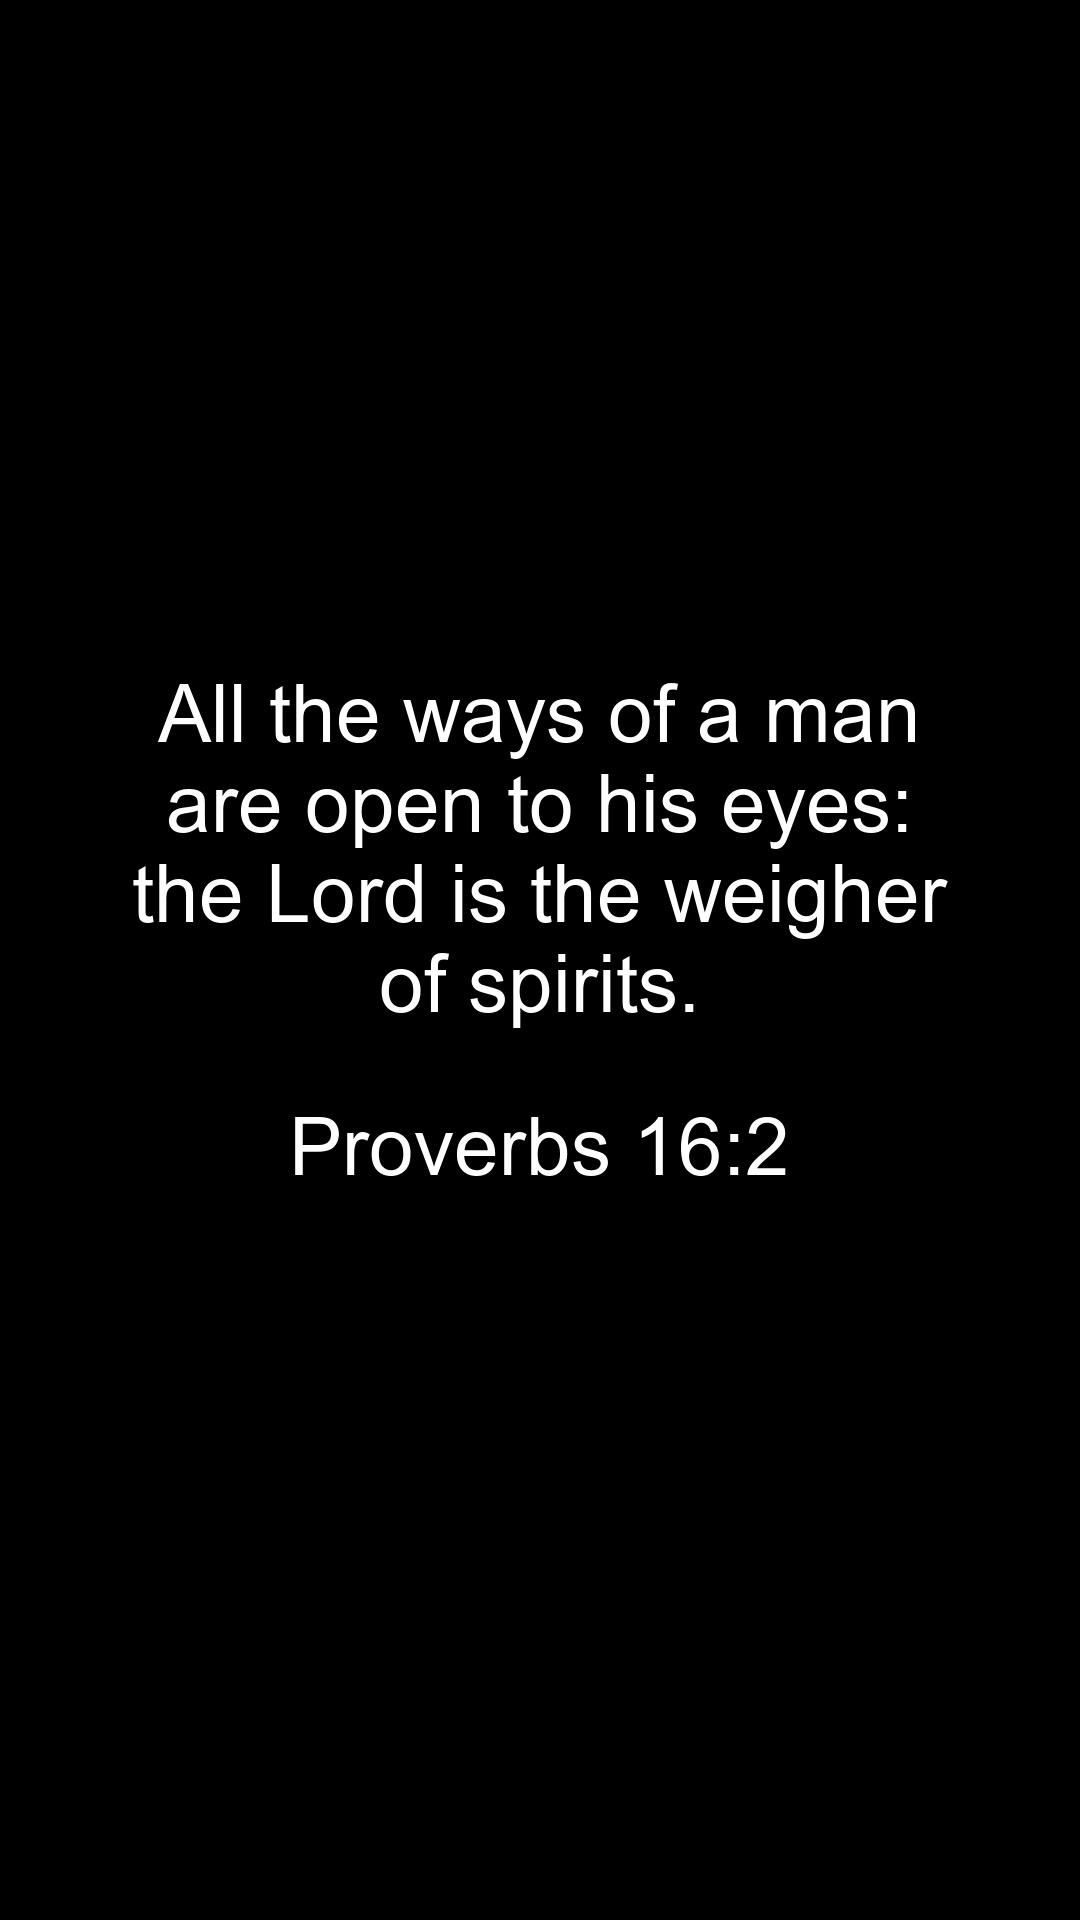 All the ways of a man
are open to his eyes:
the Lord is the weigher
of spirits.
Proverbs 16:2